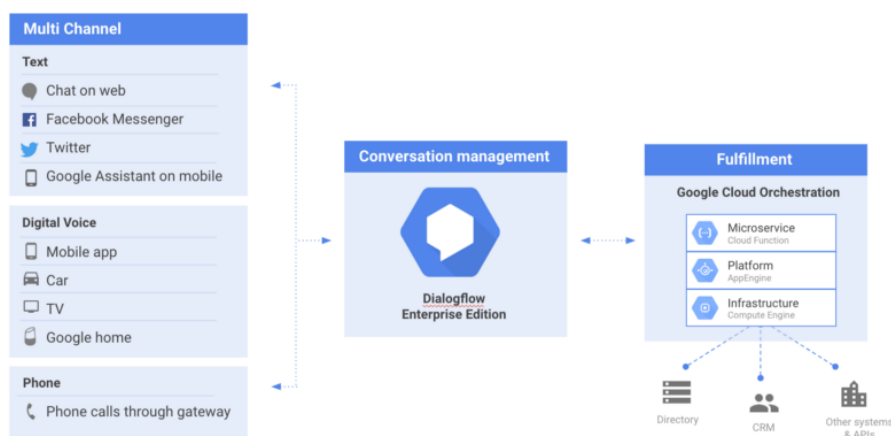 Multi Channel
Text
Chat on web
Facebook Messenger
Twitter
Google Assistant on mobile
Digital Voice
Mobile app
Car
TV
Google home
Phone
Phone calls through gateway
Conversation management
Dialogflow
Enterprise Edition
Fulfillment
Google Cloud Orchestration
Microservice
Cloud Function
Platform
AppEngine
Infrastructure
Compute Engine
Directory
CRM
Other systems
& APIs